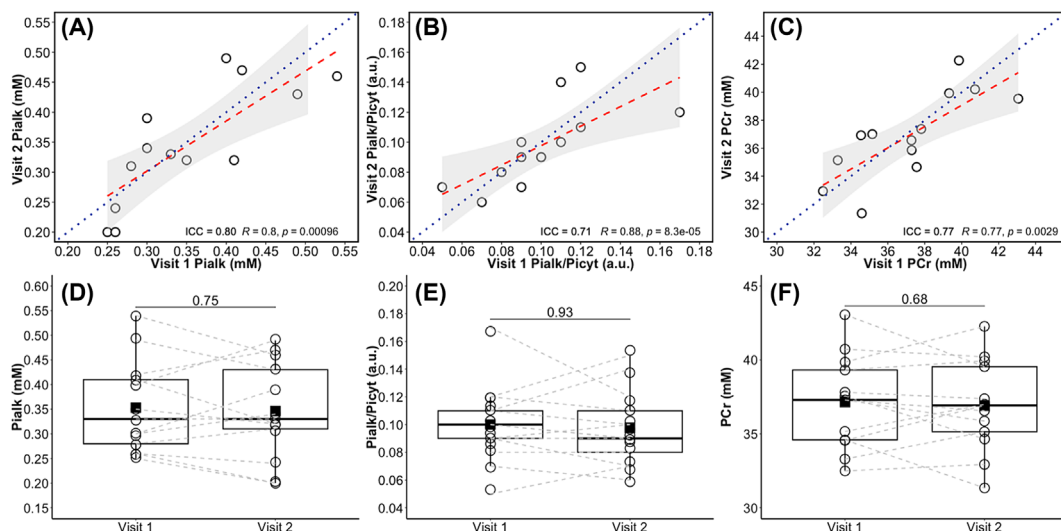 (A)
Visit 2 Pialk (mM)
0.55
0.50
0.45
0.40
0.35
0.30
0.25
0.20
ICC = 0.80 R = 0.8, p = 0.00096
0.20 0.25 0.30 0.35 0.40 0.45 0.50 0.55
Visit 1 Pialk (mM)
(B)
Visit 2 Pialk/Picyt (a.u.)
0.18
0.16
0.14
0.12
0.10
0.08
0.06
0.04
ICC = 0.71 R = 0.88, p = 8.3e-05
0.04 0.06 0.08 0.10 0.12 0.14 0.16 0.18
Visit 1 Pialk/Picyt (a.u.)
(C)
Visit 2 PCr (mM)
44
42
40
38
36
34
32
30
ICC = 0.77 R = 0.77, p = 0.0029
30 32 34 36 38 40 42 44
Visit 1 PCr (mM)
(D)
Pialk (mM)
0.60
0.55
0.50
0.45
0.40
0.35
0.30
0.25
0.20
0.15
0.75
Visit 1 Visit 2
(E)
Pialk/Picyt (a.u.)
0.20
0.18
0.16
0.14
0.12
0.10
0.08
0.06
0.04
0.93
Visit 1 Visit 2
(F)
PCr (mM)
45
40
35
30
0.68
Visit 1 Visit 2